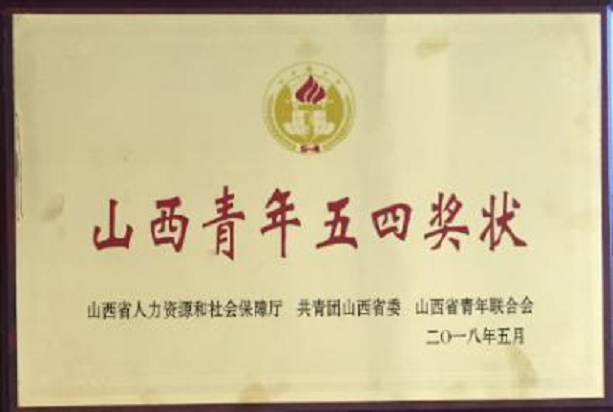 山西青年五四奖状
山西省人力资源和社会保障厅 共青团山西省委 山西省青年联合会
二〇一八年五月